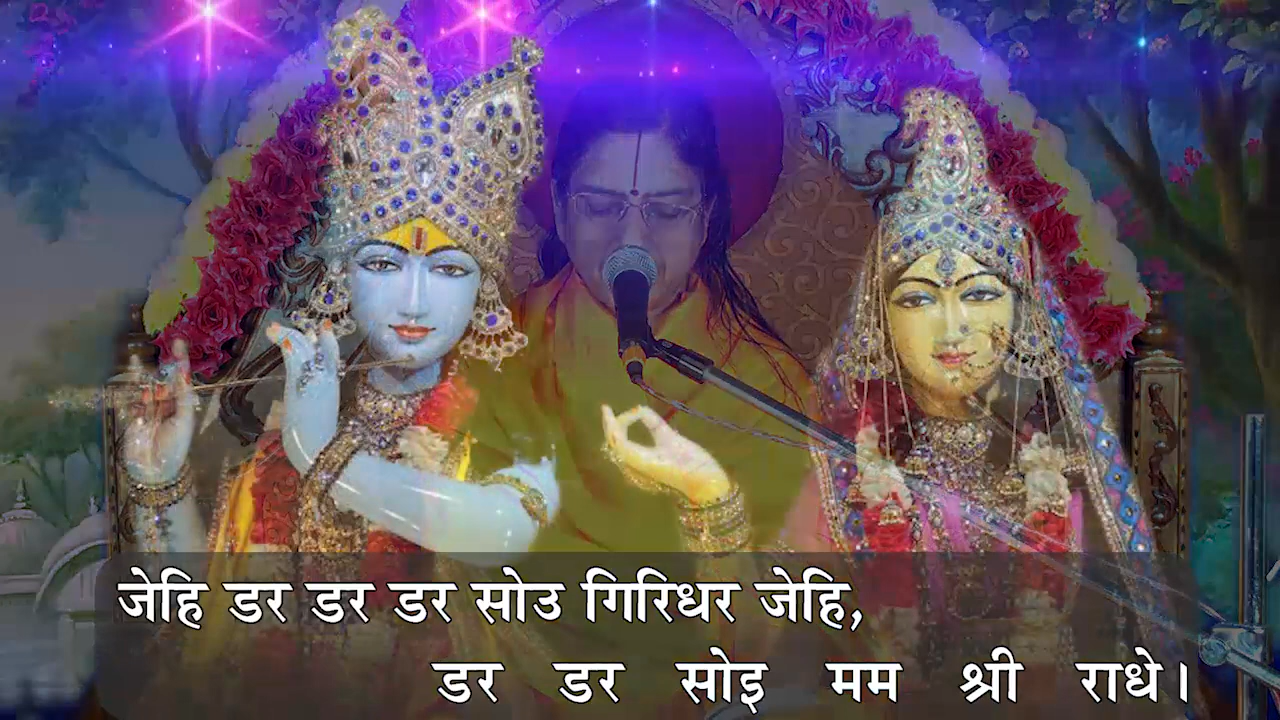 जेहि डर डर डर सोउ गिरिधर जेहि,
डर डर सोइ मम श्री राधे।